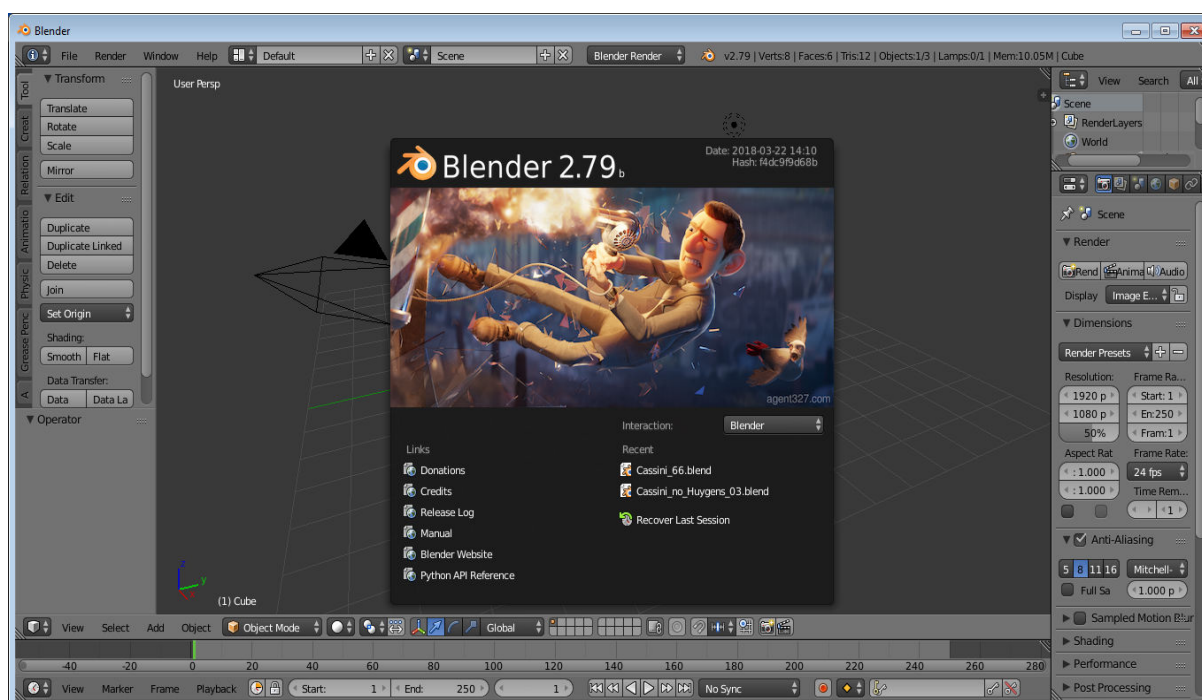 Blender
File Render Window Help Default Scene Blender Render v2.79 | Verts:8 | Faces:6 | Tris:12 | Objects:1/3 | Lamps:0/1 | Mem:10.05M | Cube
Tool
Creat
Relation
Animatio
Physic
Grease Penc
A
Transform
Translate
Rotate
Scale
Mirror
Edit
Duplicate
Duplicate Linked
Delete
Join
Set Origin
Shading:
Smooth Flat
Data Transfer:
Data Data La
Operator
User Persp
Blender 2.79 b
Date: 2018-03-22 14:10
Hash: f4dc9f9d68b
agent327.com
Interaction: Blender
Links
Donations
Credits
Release Log
Manual
Blender Website
Python API Reference
Recent
Cassini_66.blend
Cassini_no_Huygens_03.blend
Recover Last Session
z
y
(1) Cube
View Search All
Scene
RenderLayers
World
Scene
Render
Rend Anima Audio
Display Image E...
Dimensions
Render Presets
Resolution: Frame Ra...
1920 p Start: 1
1080 p En:250
50% Fram:1
Aspect Rat Frame Rate:
: 1.000 24 fps
: 1.000 Time Rem...
1
Anti-Aliasing
5 8 11 16 Mitchell-
Full Sa 1.000 p
Sampled Motion Blur
Shading
Performance
Post Processing
View Select Add Object Object Mode Global
-40 -20 0 20 40 60 80 100 120 140 160 180 200 220 240 260 280
View Marker Frame Playback Start: 1 End: 250 1 No Sync